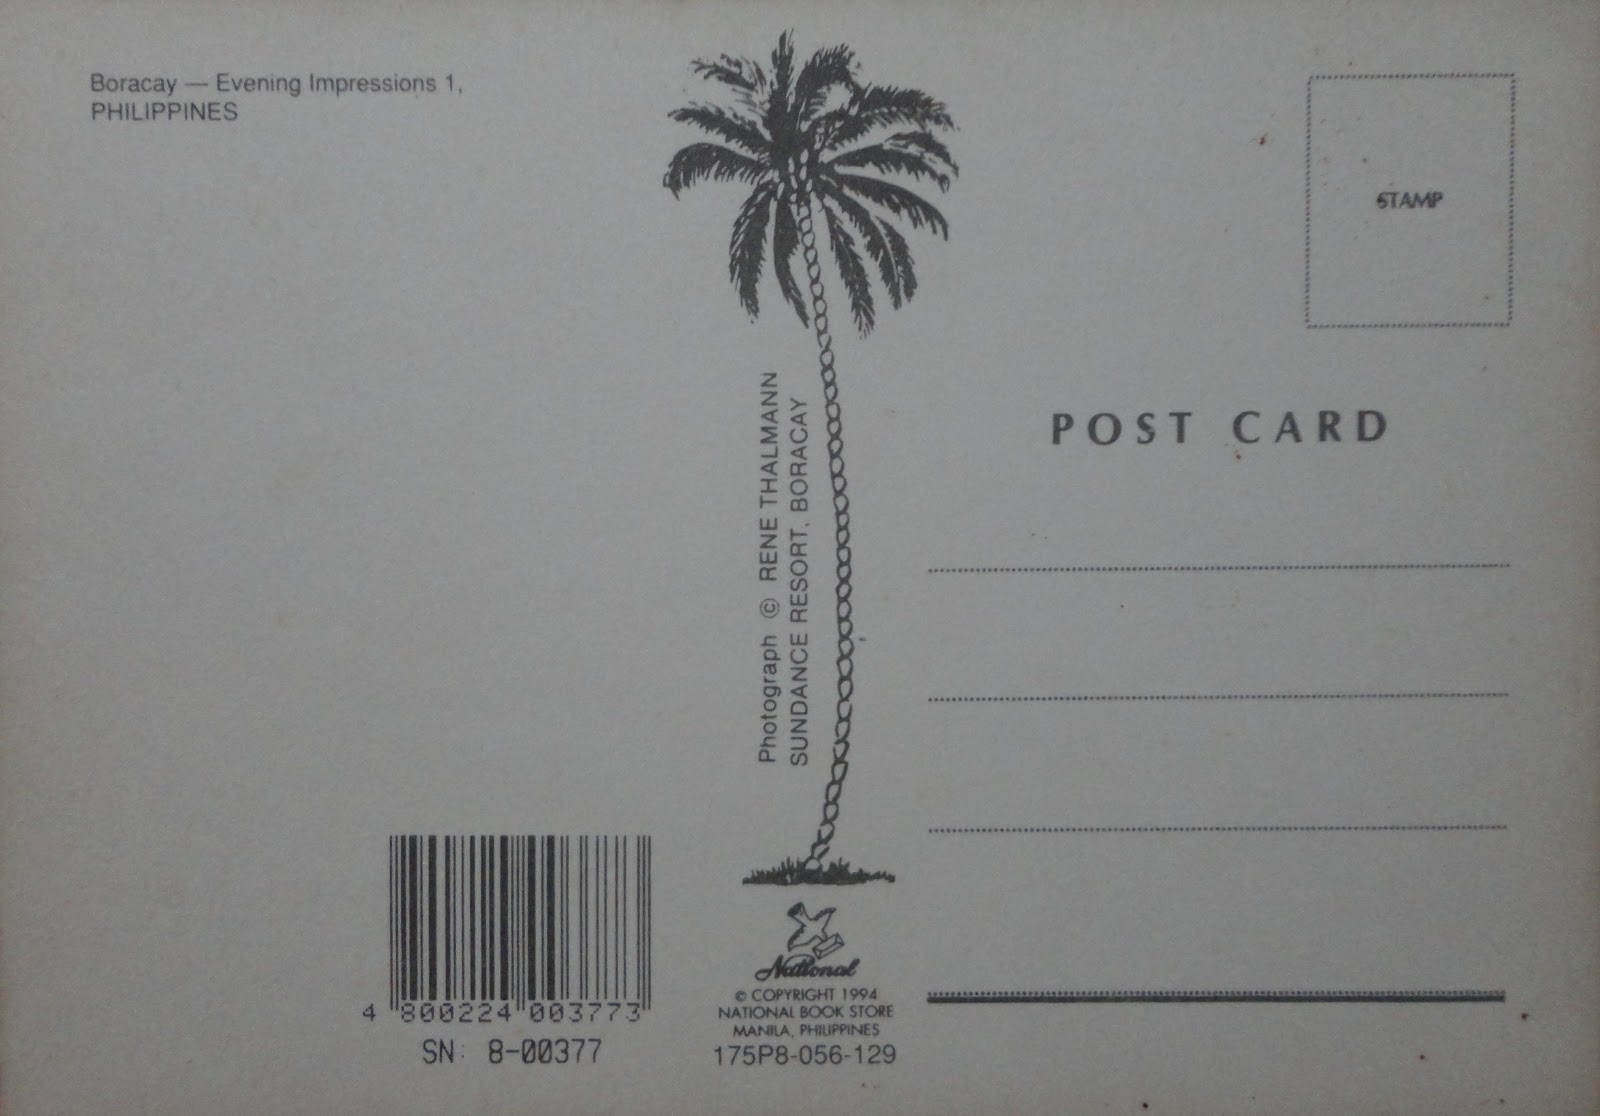 Boracay — Evening Impressions 1,
PHILIPPINES
Photograph © RENE THALMANN
SUNDANCE RESORT, BORACAY
STAMP
POST CARD
4 800224 003773
SN: 8-00377
National
© COPYRIGHT 1994
NATIONAL BOOK STORE
MANILA, PHILIPPINES
175P8-056-129